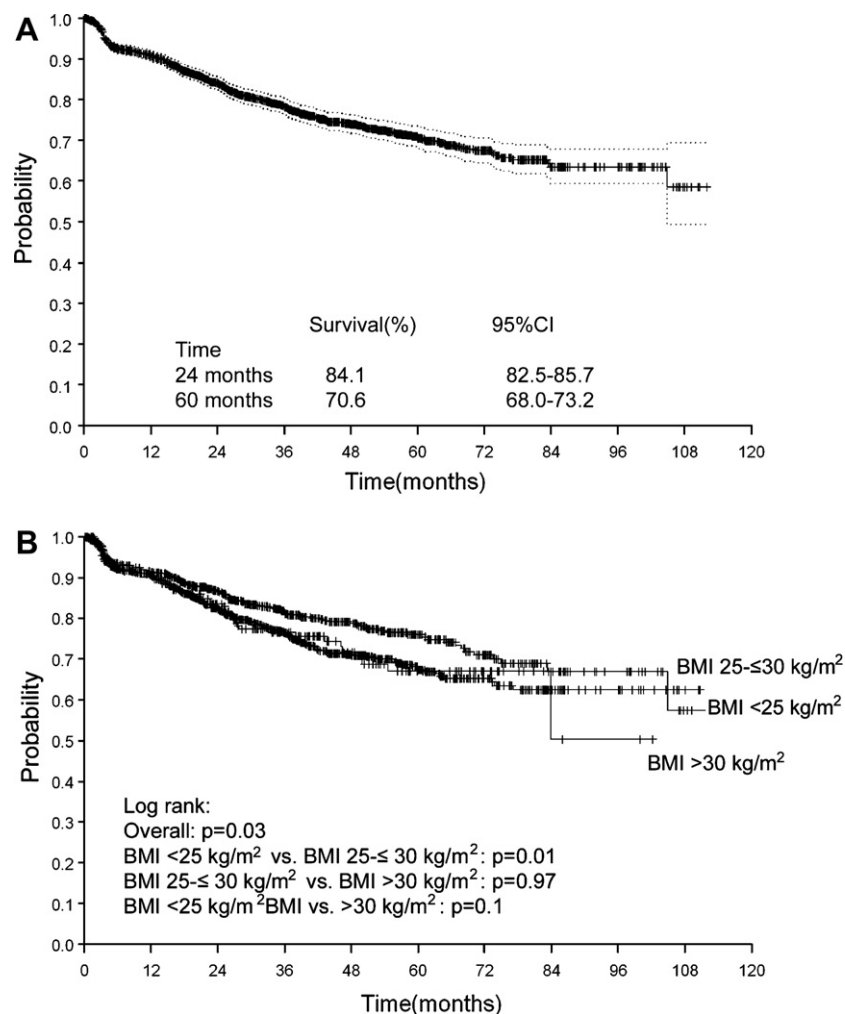 A
Probability
1.0
0.9
0.8
0.7
0.6
0.5
0.4
0.3
0.2
0.1
0.0
Survival(%) 95%CI
Time
24 months 84.1 82.5-85.7
60 months 70.6 68.0-73.2
0 12 24 36 48 60 72 84 96 108 120
Time(months)
B
Probability
1.0
0.9
0.8
0.7
0.6
0.5
0.4
0.3
0.2
0.1
0.0
BMI 25-≤30 kg/m²
BMI <25 kg/m²
BMI >30 kg/m²
Log rank:
Overall: p=0.03
BMI <25 kg/m² vs. BMI 25-≤ 30 kg/m²: p=0.01
BMI 25-≤ 30 kg/m² vs. BMI >30 kg/m²: p=0.97
BMI <25 kg/m²BMI vs. >30 kg/m²: p=0.1
0 12 24 36 48 60 72 84 96 108 120
Time(months)